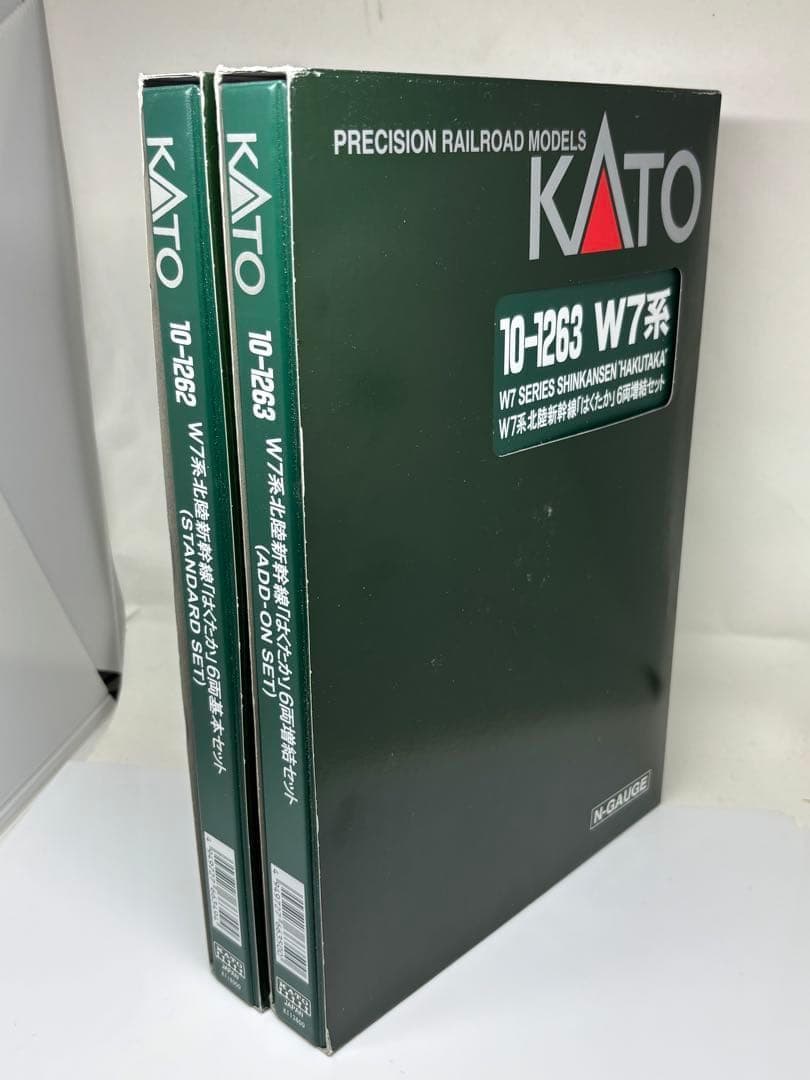 KATO
10-1262
W7系北陸新幹線「はくたか」6両基本セット
(STANDARD SET)
KATO
JAPAN
KATO
10-1263
W7系北陸新幹線「はくたか」6両増結セット
(ADD-ON SET)
KATO
JAPAN
PRECISION RAILROAD MODELS
KATO
10-1263 W7系
W7 SERIES SHINKANSEN "HAKUTAKA"
W7系北陸新幹線「はくたか」6両増結セット
N-GAUGE